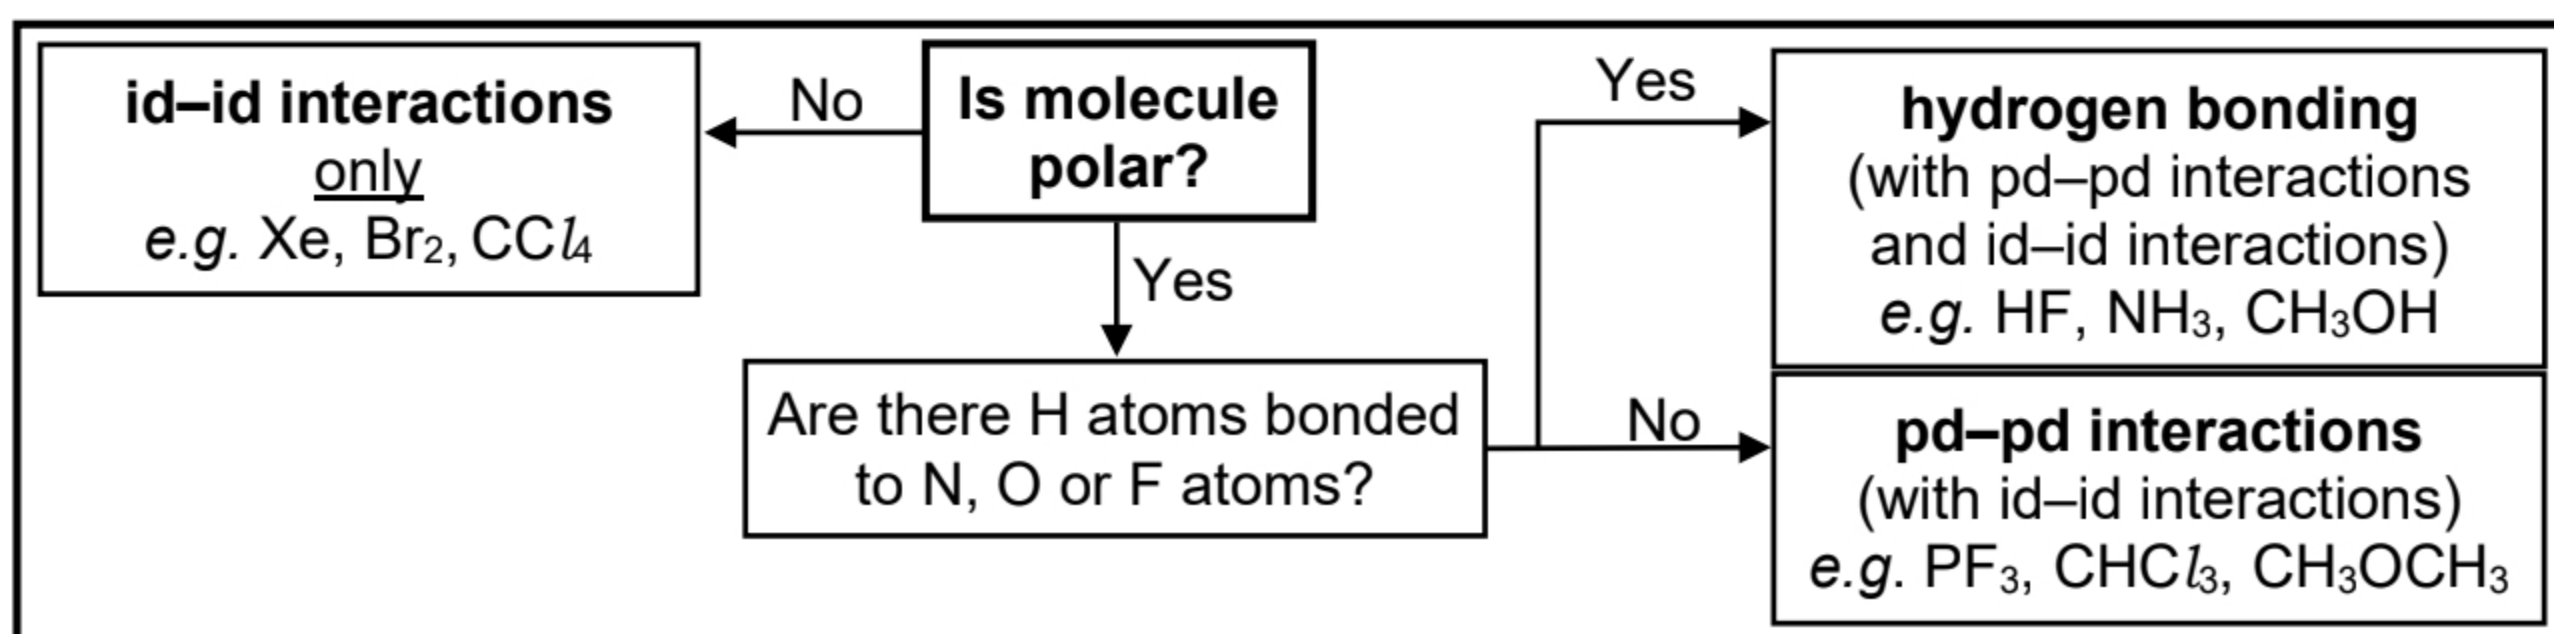 id–id interactions
only
e.g. Xe, Br₂, CCl₄
No
Is molecule
polar?
Yes
Are there H atoms bonded
to N, O or F atoms?
Yes
hydrogen bonding
(with pd–pd interactions
and id–id interactions)
e.g. HF, NH₃, CH₃OH
No
pd–pd interactions
(with id–id interactions)
e.g. PF₃, CHCl₃, CH₃OCH₃